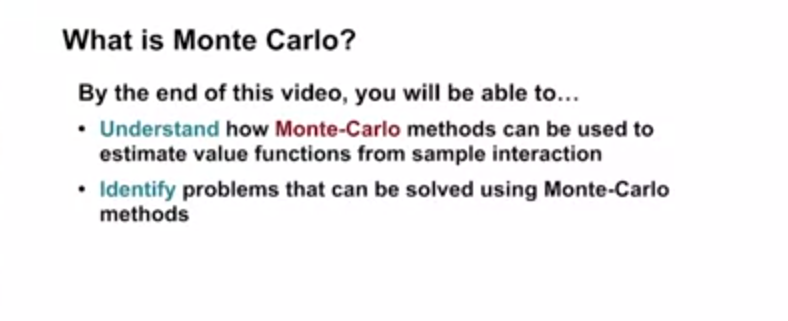 What is Monte Carlo?
By the end of this video, you will be able to...
• Understand how Monte-Carlo methods can be used to
estimate value functions from sample interaction
• Identify problems that can be solved using Monte-Carlo
methods